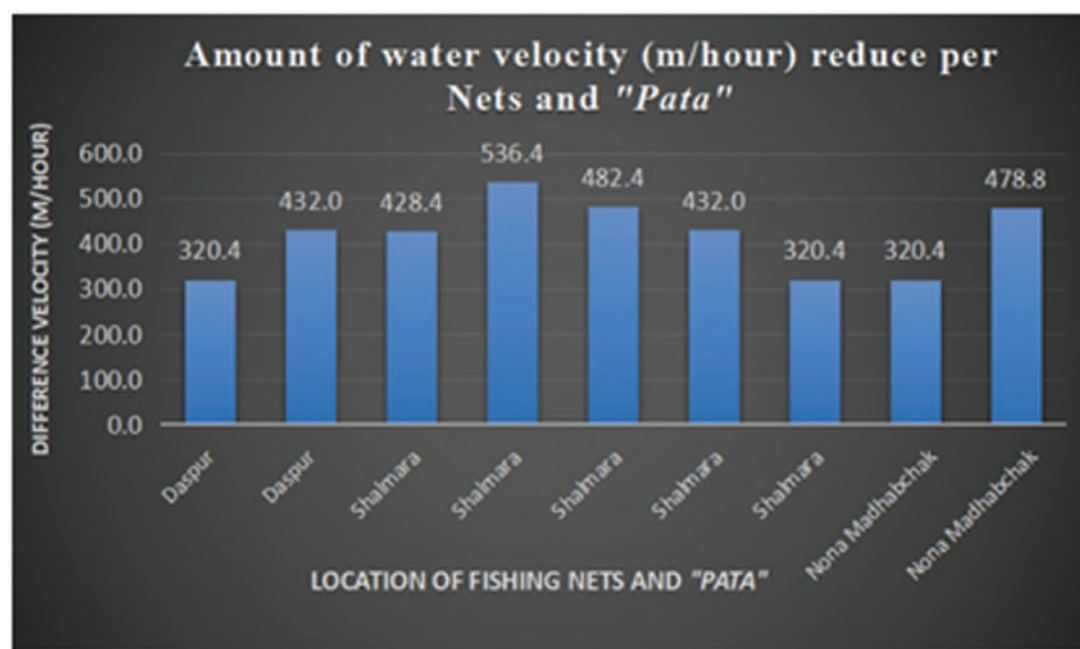 Amount of water velocity (m/hour) reduce per
Nets and "Pata"
DIFFERENCE VELOCITY (M/HOUR)
600.0
500.0
400.0
300.0
200.0
100.0
0.0
320.4
432.0
428.4
536.4
482.4
432.0
320.4
320.4
478.8
Daspur
Daspur
Shalmara
Shalmara
Shalmara
Shalmara
Shalmara
Nona Madhabchak
Nona Madhabchak
LOCATION OF FISHING NETS AND "PATA"